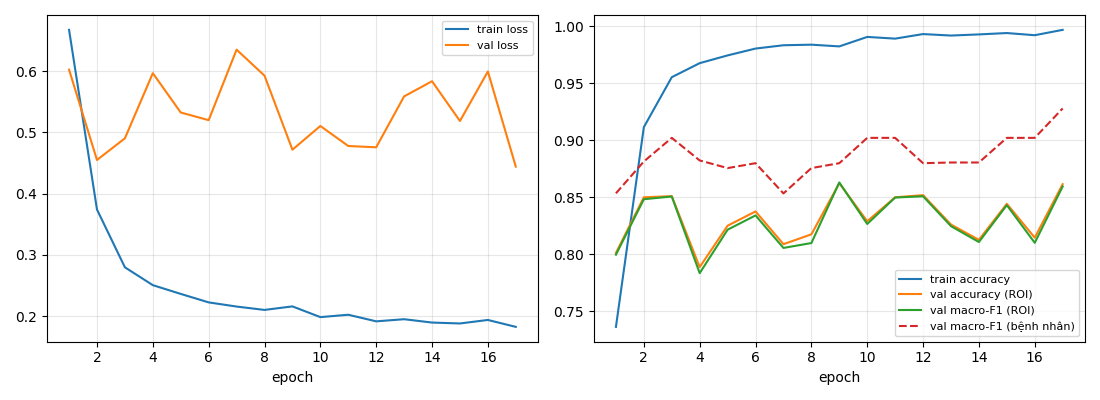 train loss
val loss
0.6
0.5
0.4
0.3
0.2
2 4 6 8 10 12 14 16
epoch
1.00
0.95
0.90
0.85
0.80
0.75
train accuracy
val accuracy (ROI)
val macro-F1 (ROI)
val macro-F1 (bệnh nhân)
2 4 6 8 10 12 14 16
epoch